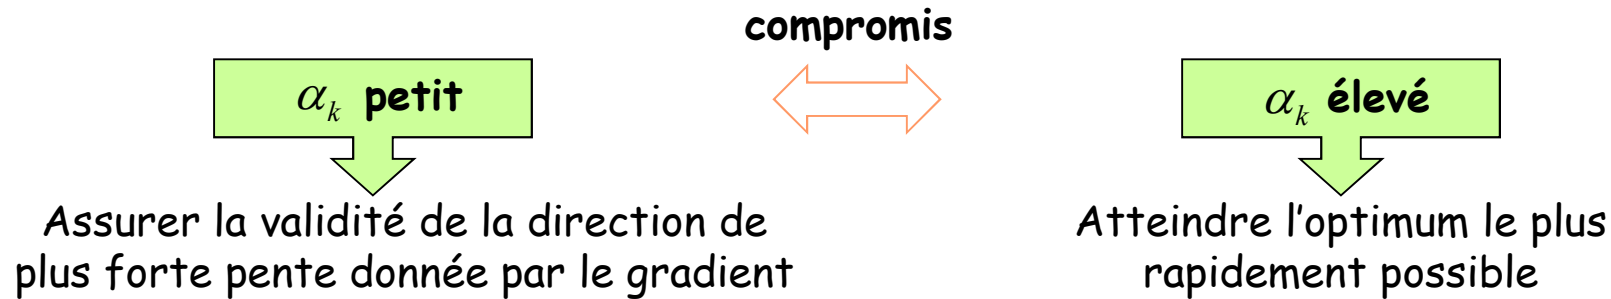 compromis
αₖ petit
αₖ élevé
Assurer la validité de la direction de
plus forte pente donnée par le gradient
Atteindre l'optimum le plus
rapidement possible